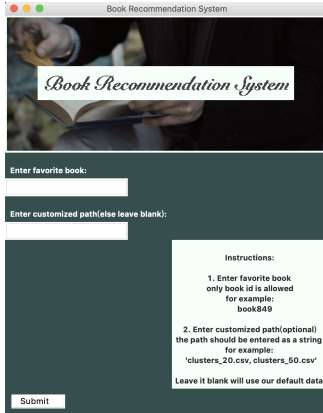 Book Recommendation System
Book Recommendation System
Enter favorite book:
Enter customized path(else leave blank):
Instructions:
1. Enter favorite book
only book id is allowed
for example:
book849
2. Enter customized path(optional)
the path should be entered as a string
for example:
'clusters_20.csv, clusters_50.csv'
Leave it blank will use our default data
Submit